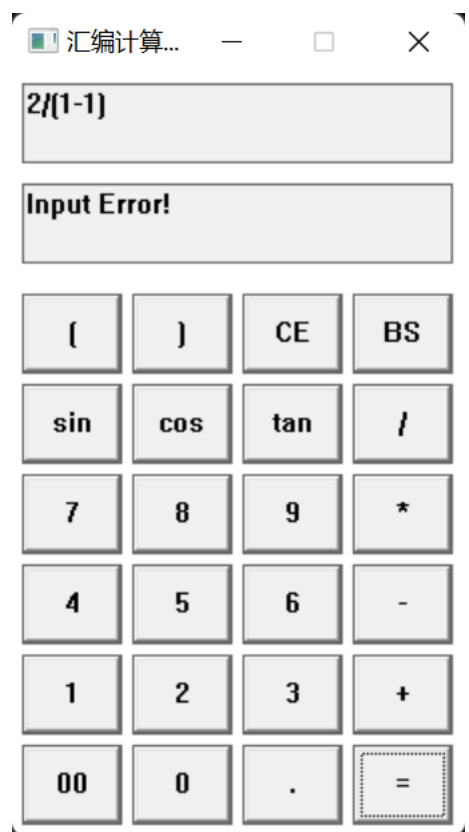 汇编计算...
2/(1-1)
Input Error!
( ) CE BS
sin cos tan /
7 8 9 *
4 5 6 -
1 2 3 +
00 0 . =